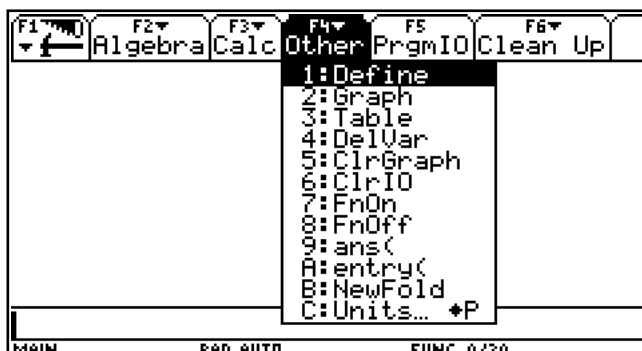 F1 F2 F3 F4 F5 F6
Algebra Calc Other PrgmIO Clean Up
1:Define
2:Graph
3:Table
4:DelVar
5:ClrGraph
6:ClrIO
7:FnOn
8:FnOff
9:ans(
A:entry(
B:NewFold
C:Units… ◆P
MAIN RAD AUTO FUNC 0/30